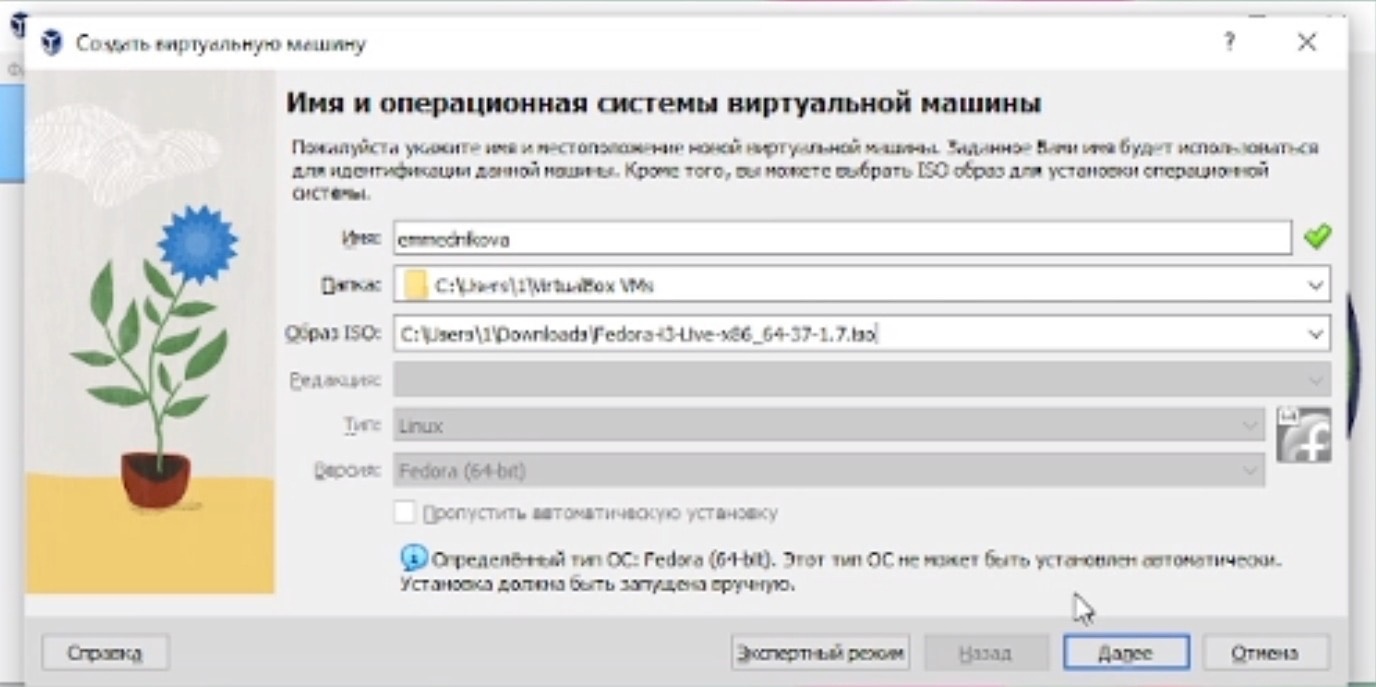 Создать виртуальную машину
?
Имя и операционная системы виртуальной машины
Пожалуйста укажите имя и местоположение новой виртуальной машины. Заданное Вами имя будет использоваться
для идентификации данной машины. Кроме того, вы можете выбрать ISO образ для установки операционной
системы.
Имя: emmednikova
Папка: C:\Users\1\VirtualBox VMs
Образ ISO: C:\Users\1\Downloads\Fedora-i3-Live-x86_64-37-1.7.iso
Редакция:
Тип: Linux
Версия: Fedora (64-bit)
Пропустить автоматическую установку
Определённый тип ОС: Fedora (64-bit). Этот тип ОС не может быть установлен автоматически.
Установка должна быть запущена вручную.
Справка Экспертный режим Назад Далее Отмена